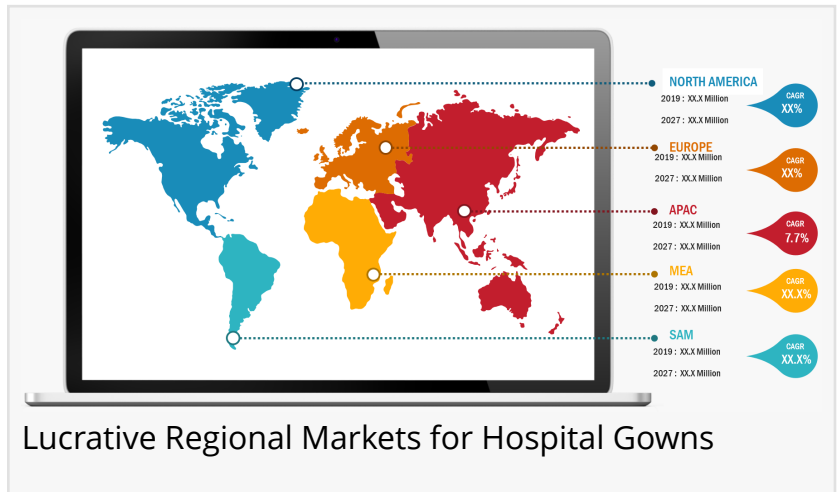 NORTH AMERICA
2019 : XX.X Million
2027 : XX.X Million
CAGR
XX%
EUROPE
2019 : XX.X Million
2027 : XX.X Million
CAGR
XX%
APAC
2019 : XX.X Million
2027 : XX.X Million
CAGR
7.7%
MEA
2019 : XX.X Million
2027 : XX.X Million
CAGR
XX.X%
SAM
2019 : XX.X Million
2027 : XX.X Million
CAGR
XX.X%
Lucrative Regional Markets for Hospital Gowns